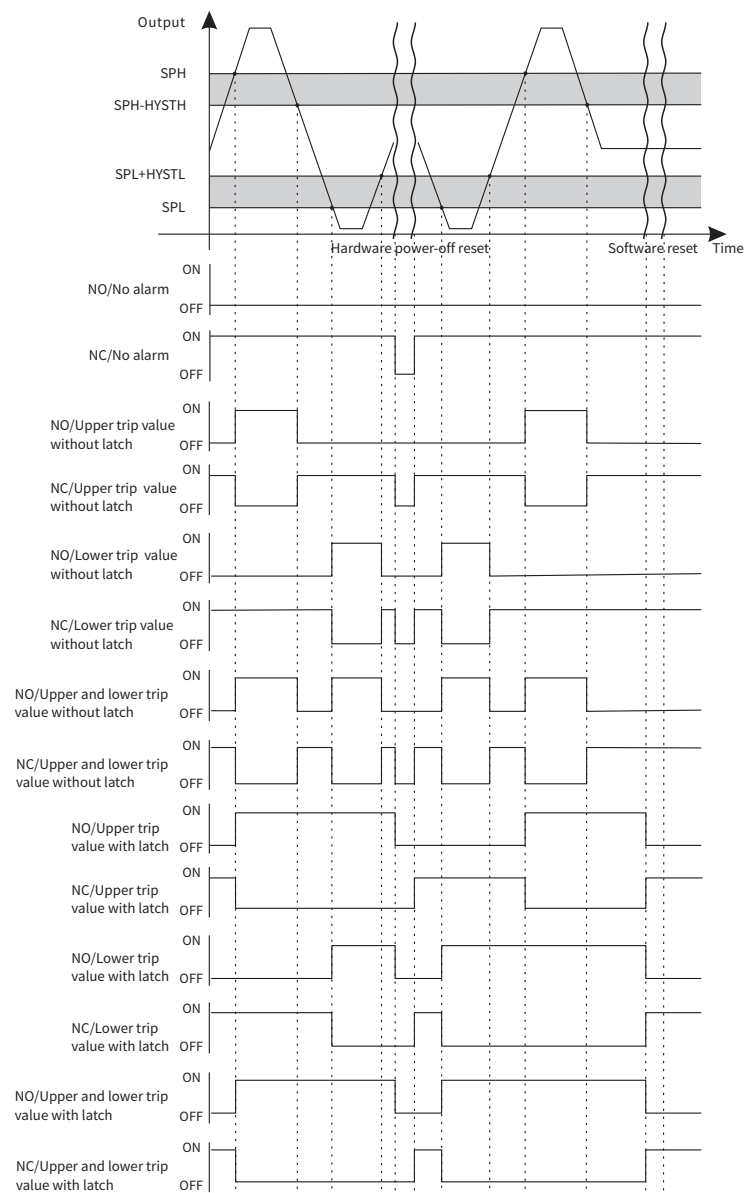 Output
SPH
SPH-HYSTH
SPL+HYSTL
SPL
Hardware power-off reset
Software reset
Time
ON
NO/No alarm
OFF
ON
NC/No alarm
OFF
ON
NO/Upper trip value
without latch
OFF
ON
NC/Upper trip value
without latch
OFF
ON
NO/Lower trip value
without latch
OFF
ON
NC/Lower trip value
without latch
OFF
ON
NO/Upper and lower trip
value without latch
OFF
ON
NC/Upper and lower trip
value without latch
OFF
ON
NO/Upper trip
value with latch
OFF
ON
NC/Upper trip
value with latch
OFF
ON
NO/Lower trip
value with latch
OFF
ON
NC/Lower trip
value with latch
OFF
ON
NO/Upper and lower trip
value with latch
OFF
ON
NC/Upper and lower trip
value with latch
OFF